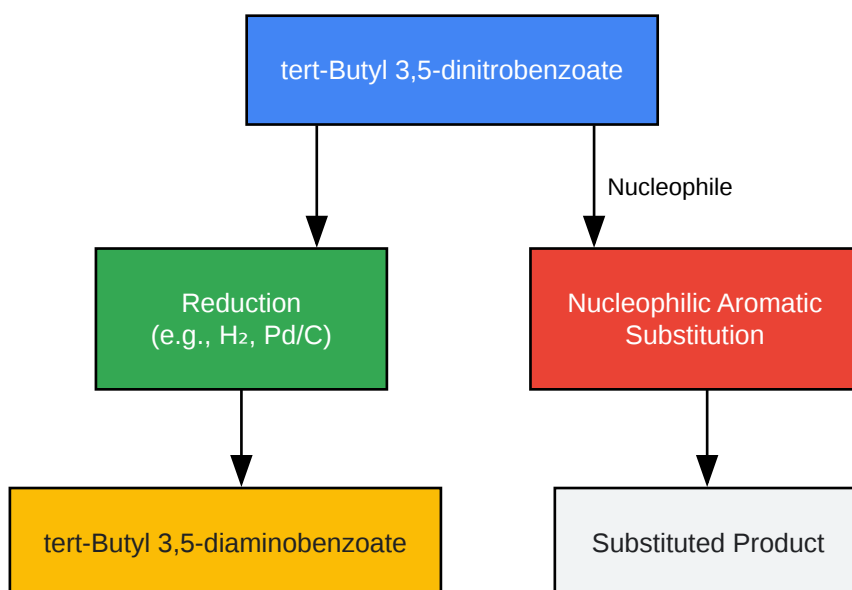 tert-Butyl 3,5-dinitrobenzoate
Nucleophile
Reduction
(e.g., H₂, Pd/C)
Nucleophilic Aromatic
Substitution
tert-Butyl 3,5-diaminobenzoate
Substituted Product